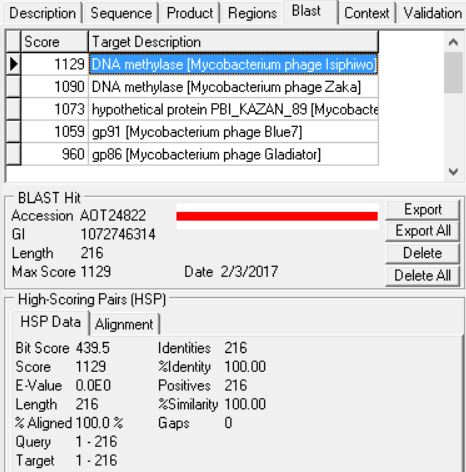 Description Sequence Product Regions Blast Context Validation
Score Target Description
1129 DNA methylase [Mycobacterium phage Isiphiwo]
1090 DNA methylase [Mycobacterium phage Zaka]
1073 hypothetical protein PBI_KAZAN_89 [Mycobacte
1059 gp91 [Mycobacterium phage Blue7]
960 gp86 [Mycobacterium phage Gladiator]
BLAST Hit
Accession AOT24822 Export
GI 1072746314 Export All
Length 216 Delete
Max Score 1129 Date 2/3/2017 Delete All
High-Scoring Pairs (HSP)
HSP Data Alignment
Bit Score 439.5 Identities 216
Score 1129 %Identity 100.00
E-Value 0.0E0 Positives 216
Length 216 %Similarity 100.00
% Aligned 100.0 % Gaps 0
Query 1 - 216
Target 1 - 216